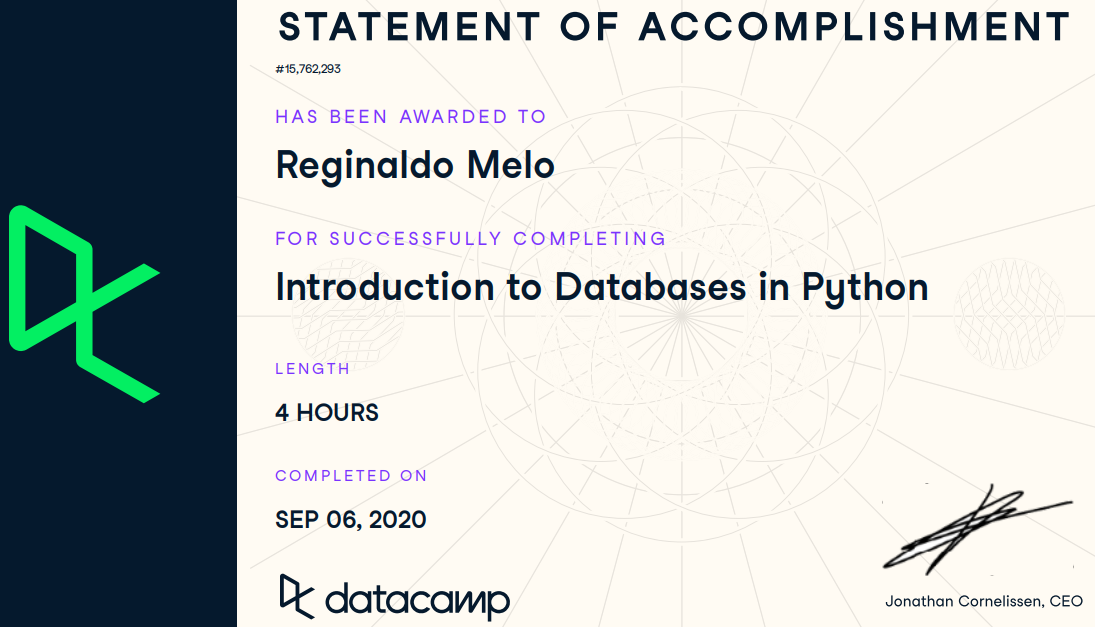 STATEMENT OF ACCOMPLISHMENT
#15,762,293
HAS BEEN AWARDED TO
Reginaldo Melo
FOR SUCCESSFULLY COMPLETING
Introduction to Databases in Python
LENGTH
4 HOURS
COMPLETED ON
SEP 06, 2020
datacamp
Jonathan Cornelissen, CEO